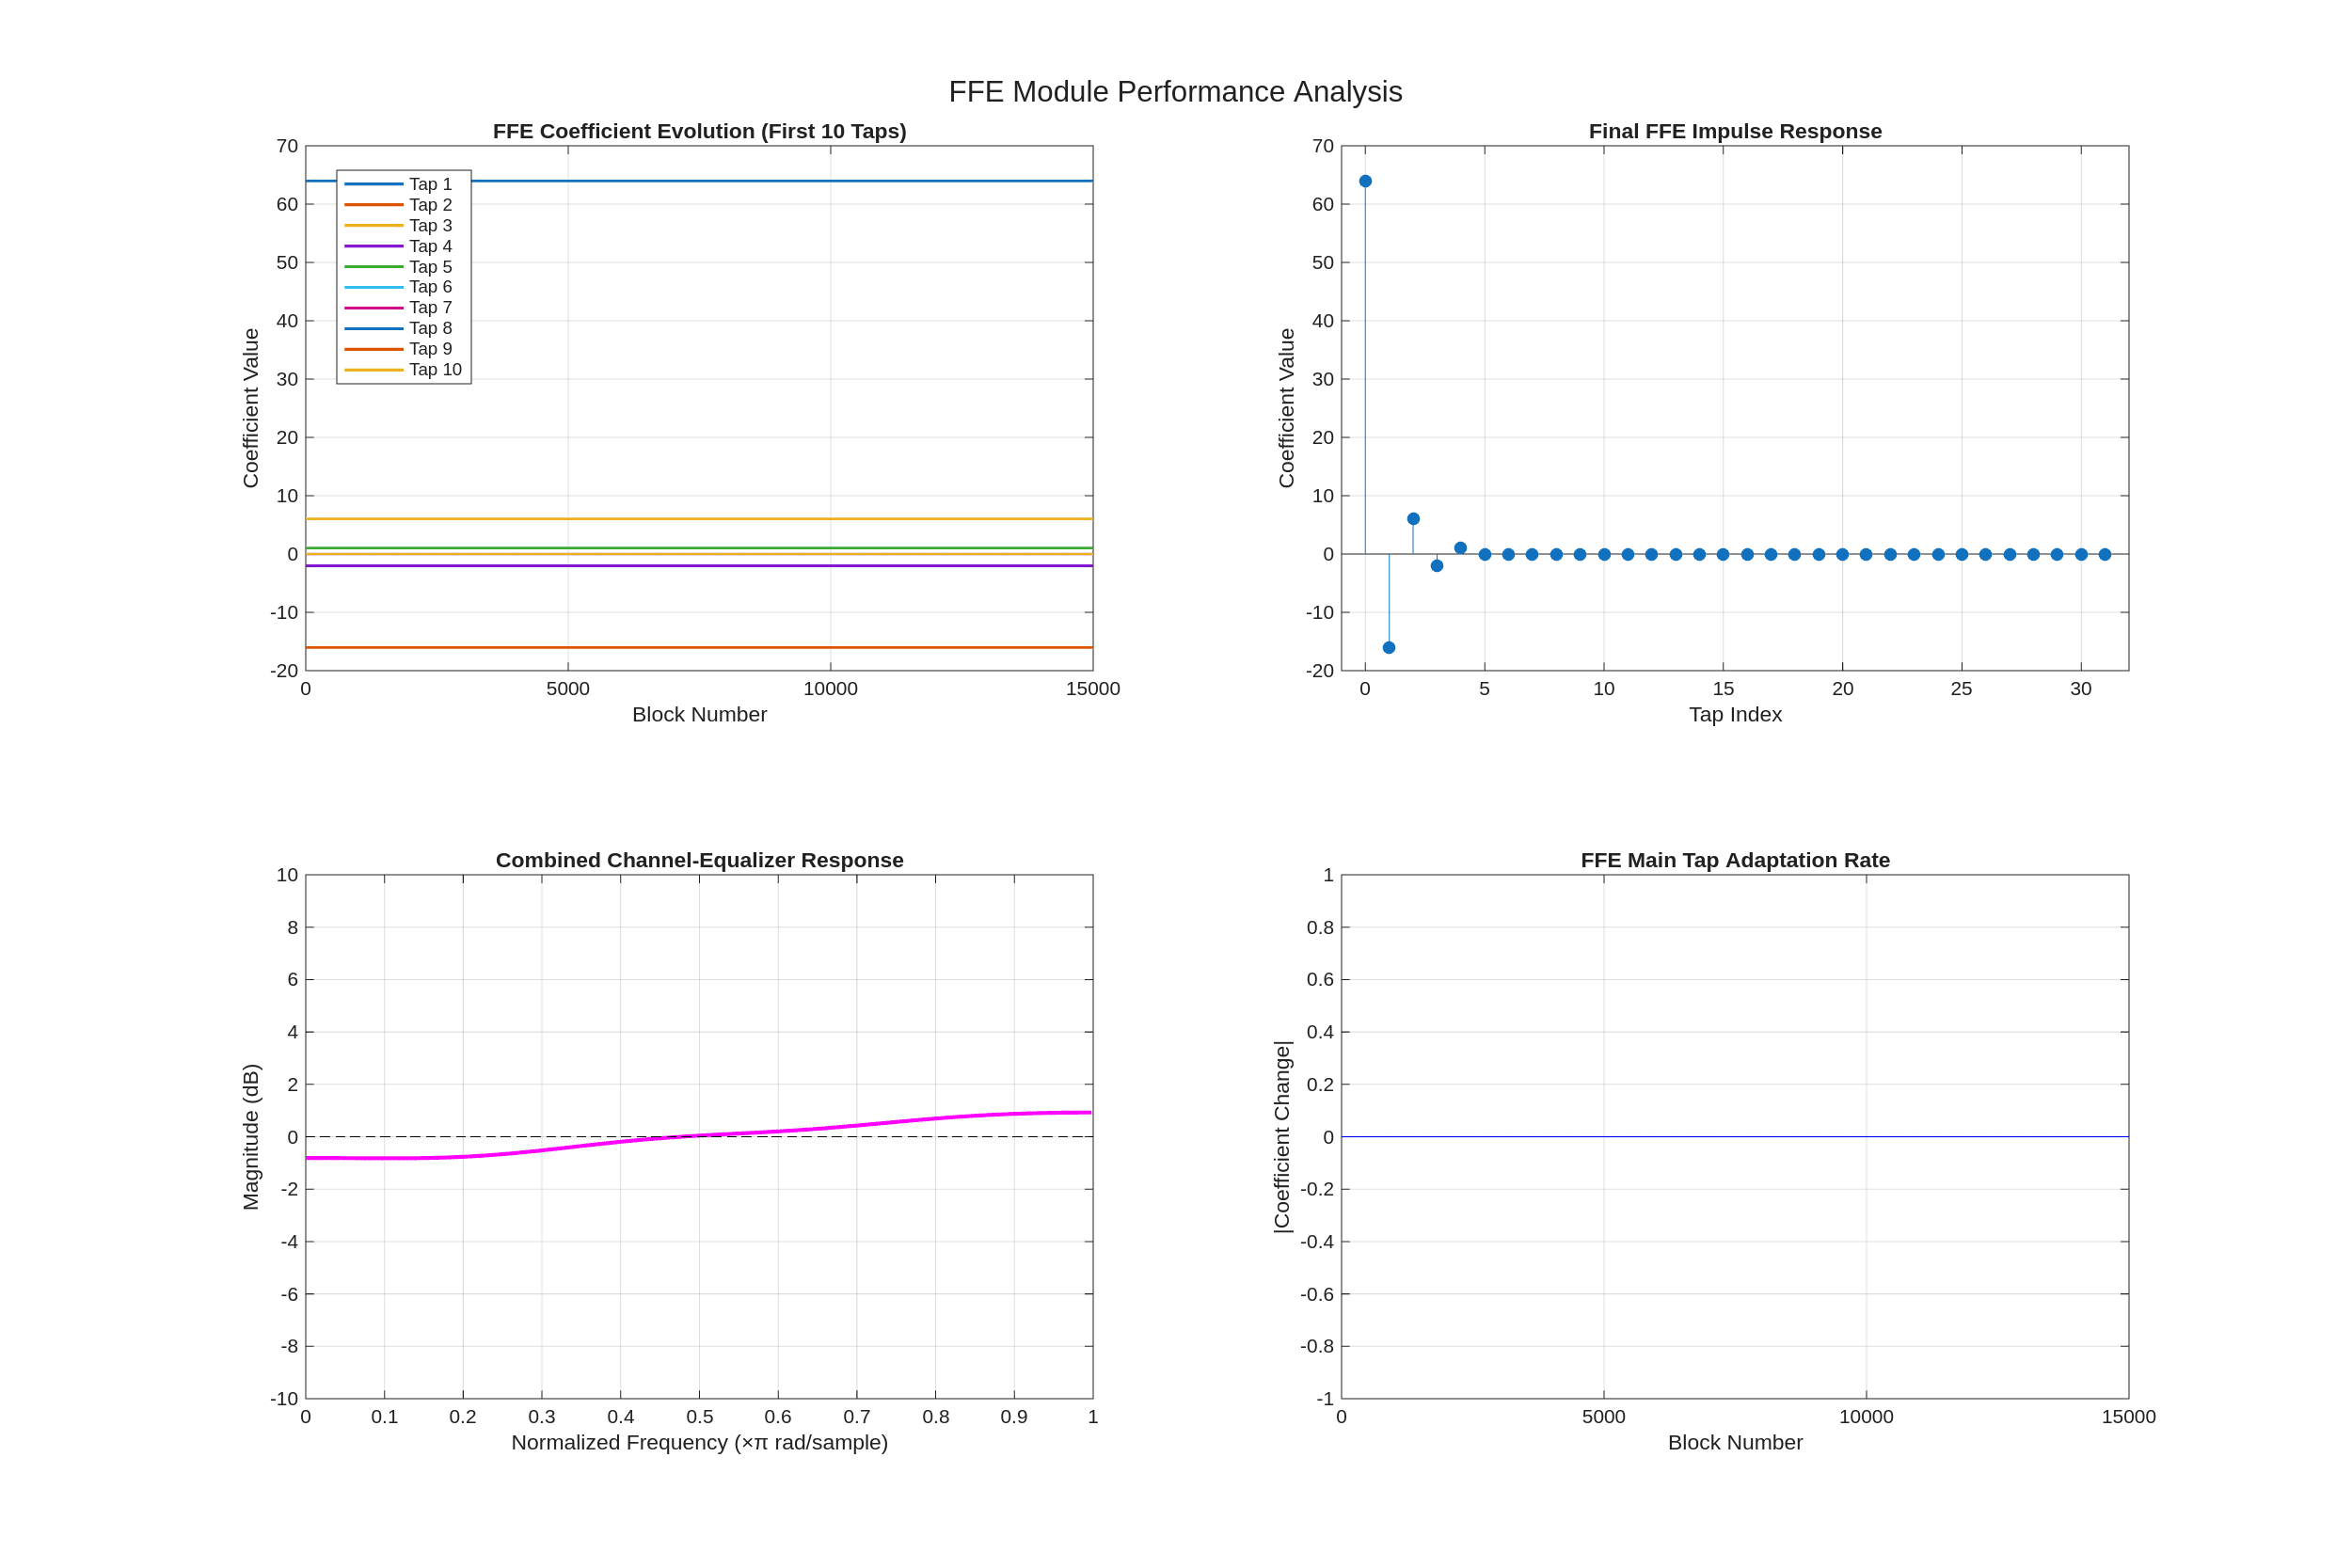 FFE Module Performance Analysis
FFE Coefficient Evolution (First 10 Taps)
70
60
50
40
30
20
10
0
-10
-20
Coefficient Value
Tap 1
Tap 2
Tap 3
Tap 4
Tap 5
Tap 6
Tap 7
Tap 8
Tap 9
Tap 10
0 5000 10000 15000
Block Number
Final FFE Impulse Response
70
60
50
40
30
20
10
0
-10
-20
Coefficient Value
0 5 10 15 20 25 30
Tap Index
Combined Channel-Equalizer Response
10
8
6
4
2
0
-2
-4
-6
-8
-10
Magnitude (dB)
0 0.1 0.2 0.3 0.4 0.5 0.6 0.7 0.8 0.9 1
Normalized Frequency (×π rad/sample)
FFE Main Tap Adaptation Rate
1
0.8
0.6
0.4
0.2
0
-0.2
-0.4
-0.6
-0.8
-1
|Coefficient Change|
0 5000 10000 15000
Block Number